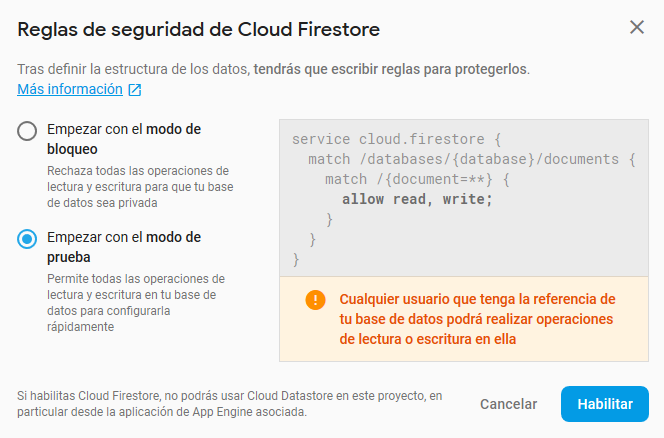 Reglas de seguridad de Cloud Firestore
Tras definir la estructura de los datos, tendrás que escribir reglas para protegerlos.
Más información
Empezar con el modo de
bloqueo
Rechaza todas las operaciones de
lectura y escritura para que tu base
de datos sea privada
Empezar con el modo de
prueba
Permite todas las operaciones de
lectura y escritura en tu base de
datos para configurarla
rápidamente
service cloud.firestore {
match /databases/{database}/documents {
match /{document=**} {
allow read, write;
}
}
}
Cualquier usuario que tenga la referencia de
tu base de datos podrá realizar operaciones
de lectura o escritura en ella
Si habilitas Cloud Firestore, no podrás usar Cloud Datastore en este proyecto, en
particular desde la aplicación de App Engine asociada.
Cancelar
Habilitar